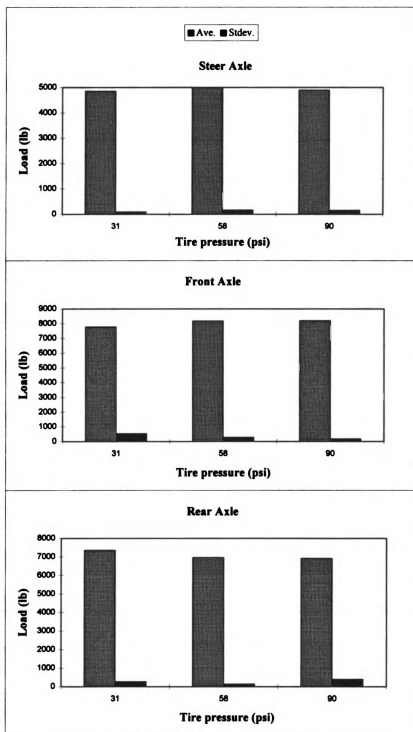 Ave. Stdev.
Steer Axle
Load (lb)
5000
4000
3000
2000
1000
0
31 58 90
Tire pressure (psi)
Front Axle
Load (lb)
9000
8000
7000
6000
5000
4000
3000
2000
1000
0
31 58 90
Tire pressure (psi)
Rear Axle
Load (lb)
8000
7000
6000
5000
4000
3000
2000
1000
0
31 58 90
Tire pressure (psi)